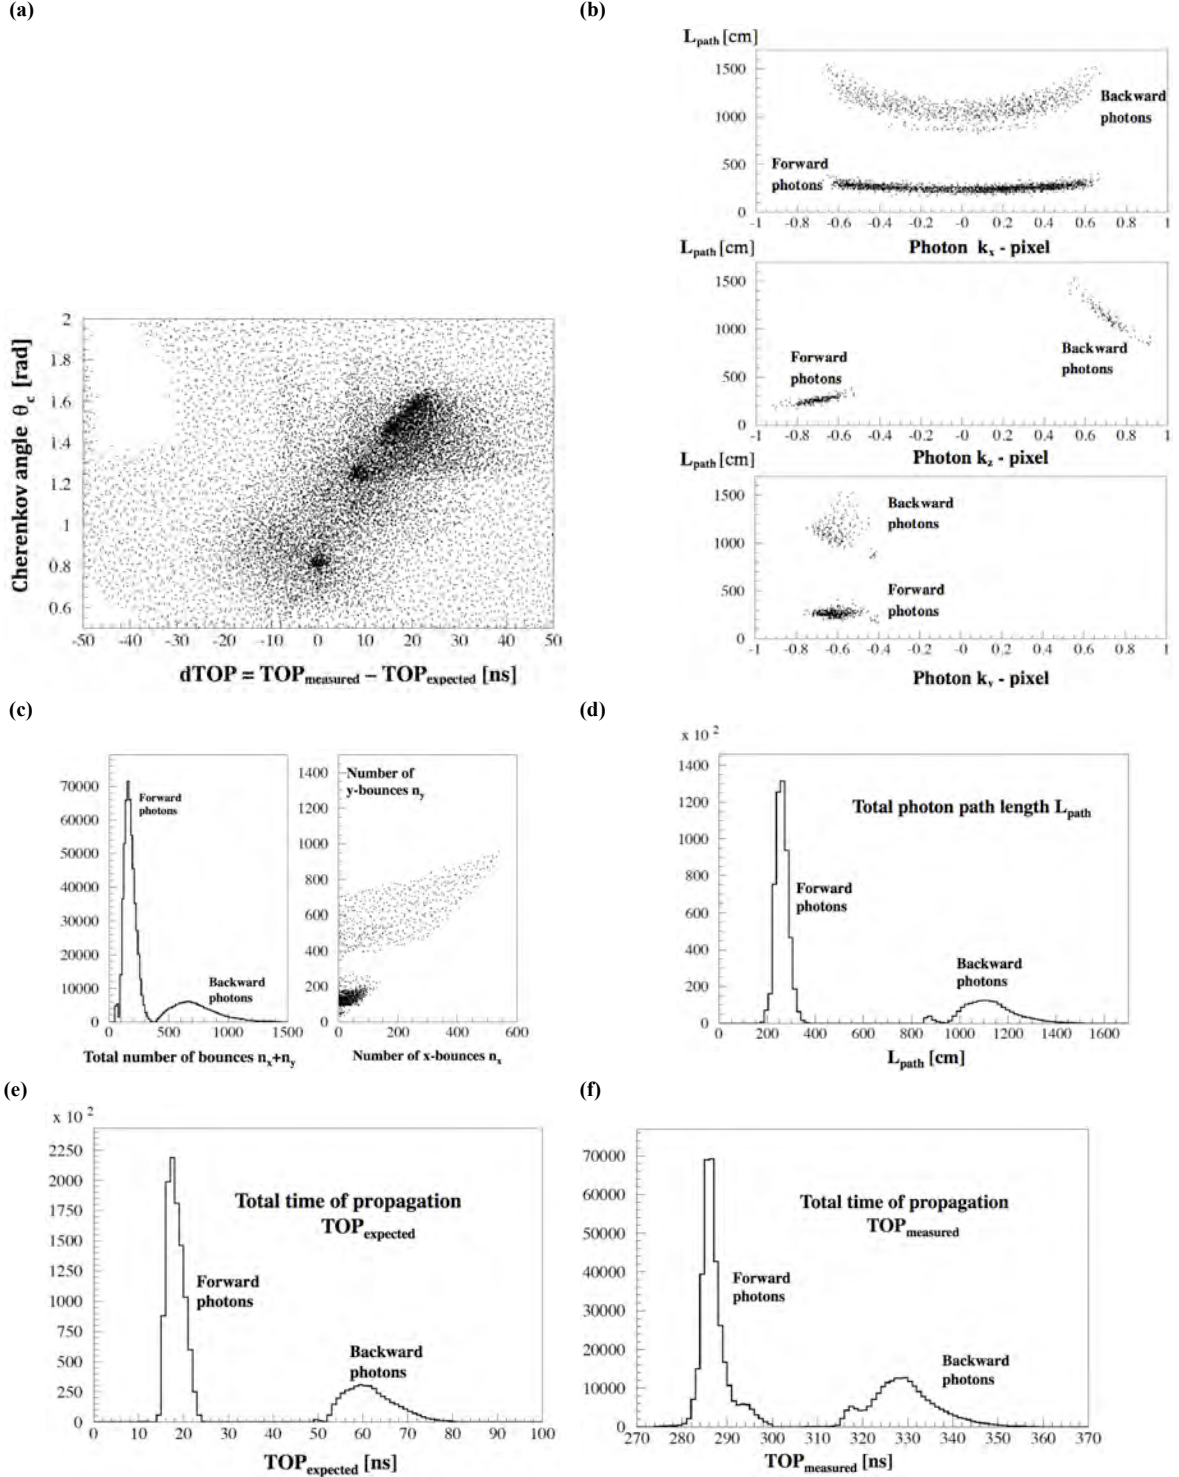 (a)
(b)
Cherenkov angle θc [rad]
2
1.8
1.6
1.4
1.2
1
0.8
0.6
-50 -40 -30 -20 -10 0 10 20 30 40 50
dTOP = TOPmeasured – TOPexpected [ns]
Lpath [cm]
1500
1000
500
0
Backward
photons
Forward
photons
-1 -0.8 -0.6 -0.4 -0.2 -0 0.2 0.4 0.6 0.8 1
Photon kx - pixel
Lpath [cm]
1500
1000
500
0
Forward
photons
Backward
photons
-1 -0.8 -0.6 -0.4 -0.2 -0 0.2 0.4 0.6 0.8 1
Photon kz - pixel
Lpath [cm]
1500
1000
500
0
Backward
photons
Forward
photons
-1 -0.8 -0.6 -0.4 -0.2 -0 0.2 0.4 0.6 0.8 1
Photon ky - pixel
(c)
(d)
70000
60000
50000
40000
30000
20000
10000
0
Forward
photons
Backward
photons
0 500 1000 1500
Total number of bounces nx+ny
1400
1200
1000
800
600
400
200
0
Number of
y-bounces ny
0 200 400 600
Number of x-bounces nx
x 10 2
1400
1200
1000
800
600
400
200
0
Total photon path length Lpath
Forward
photons
Backward
photons
0 200 400 600 800 1000 1200 1400 1600
Lpath [cm]
(e)
(f)
x 10 2
2250
2000
1750
1500
1250
1000
750
500
250
0
Total time of propagation
TOPexpected
Forward
photons
Backward
photons
0 10 20 30 40 50 60 70 80 90 100
TOPexpected [ns]
70000
60000
50000
40000
30000
20000
10000
0
Total time of propagation
TOPmeasured
Forward
photons
Backward
photons
270 280 290 300 310 320 330 340 350 360 370
TOPmeasured [ns]